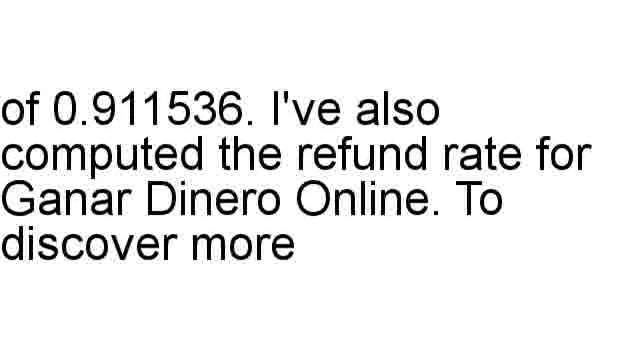 of 0.911536. I've also
computed the refund rate for
Ganar Dinero Online. To
discover more